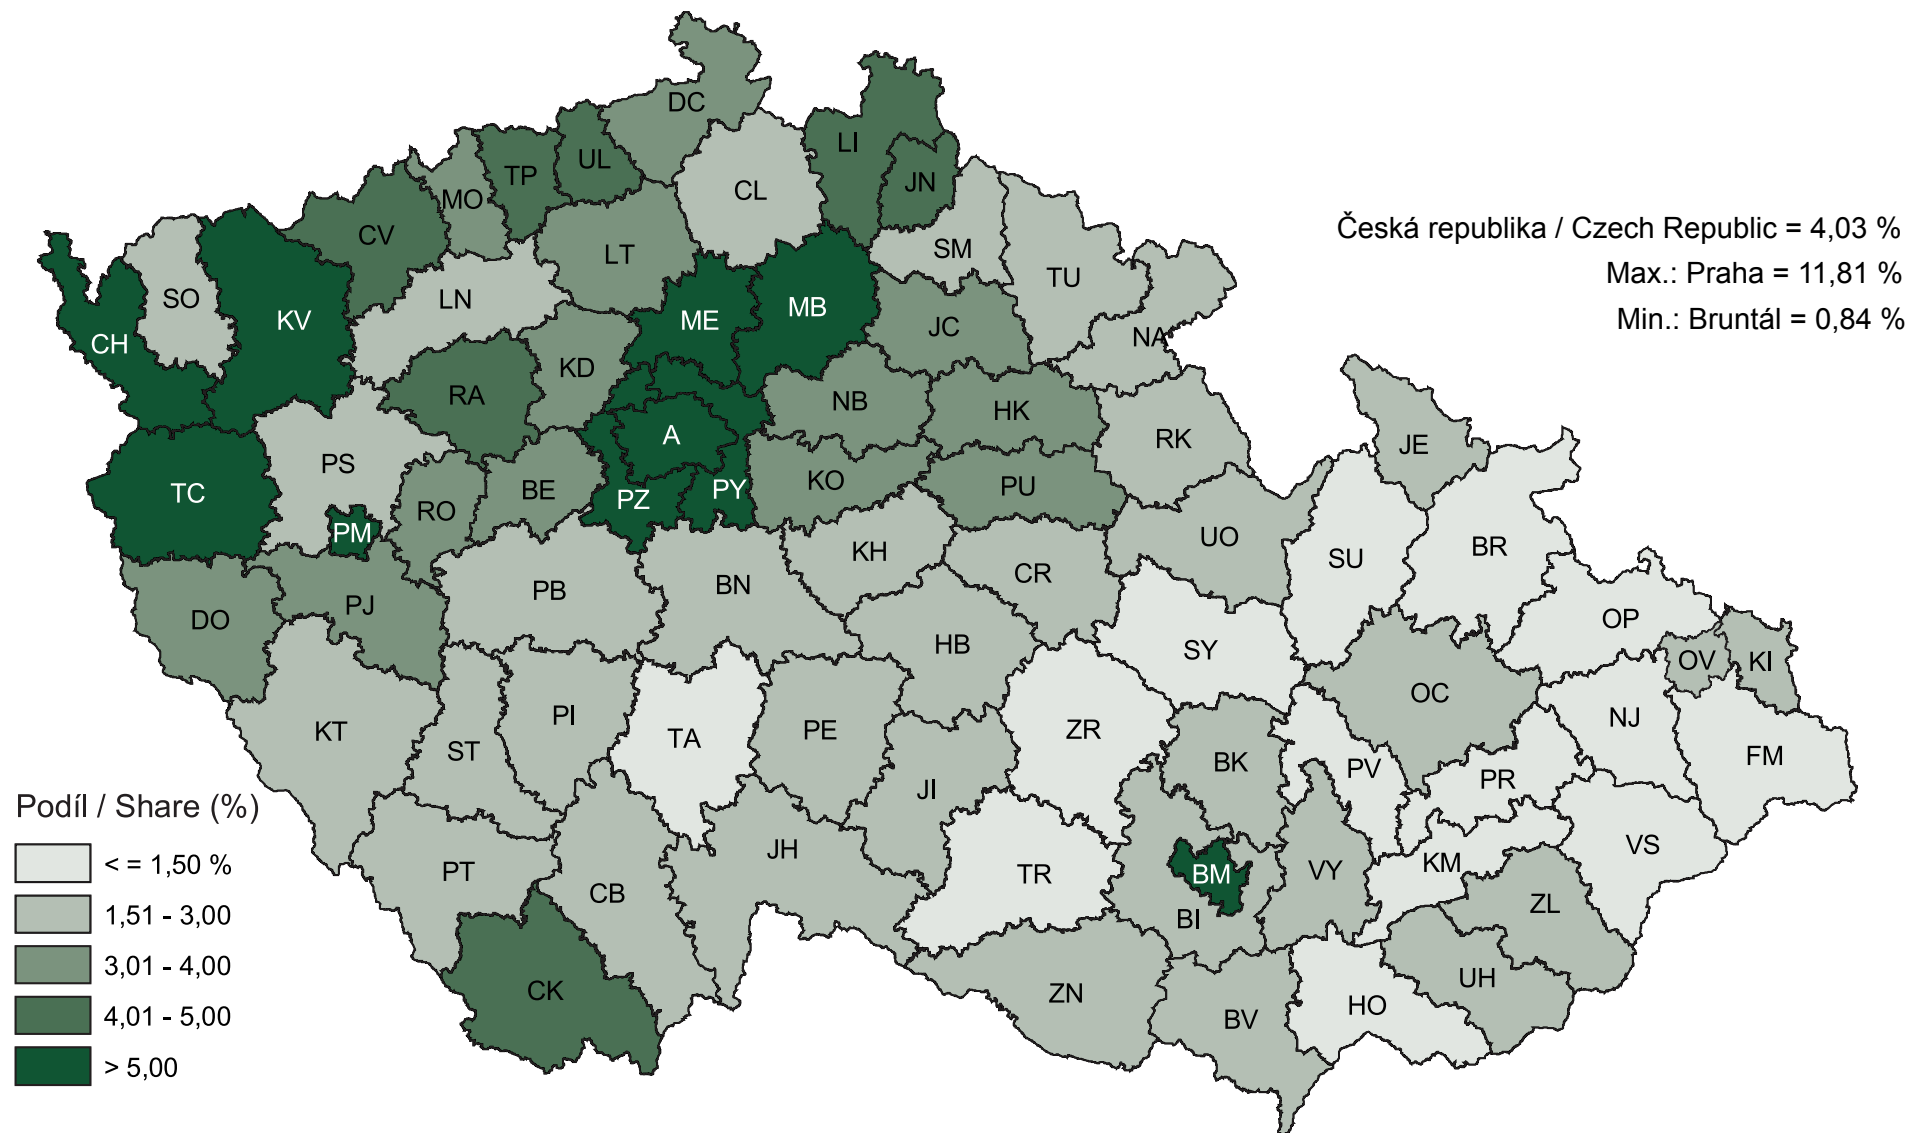 DC
LI
UL
TP
JN
CL
MO
CV
SM
LT
TU
SO
LN
MB
KV
ME
JC
CH
NA
KD
RA
NB
HK
A
RK
JE
PS
KO
PU
TC
BE
PY
PZ
RO
PM
UO
BR
KH
SU
CR
BN
PB
PJ
DO
OP
HB
SY
OV
KI
OC
PI
NJ
KT
ZR
PE
TA
ST
FM
BK
PV
PR
JI
VS
JH
KM
VY
PT
TR
BM
CB
ZL
BI
UH
CK
ZN
HO
BV
Česká republika / Czech Republic = 4,03 %
Max.: Praha = 11,81 %
Min.: Bruntál = 0,84 %
Podíl / Share (%)
< = 1,50 %
1,51 - 3,00
3,01 - 4,00
4,01 - 5,00
> 5,00